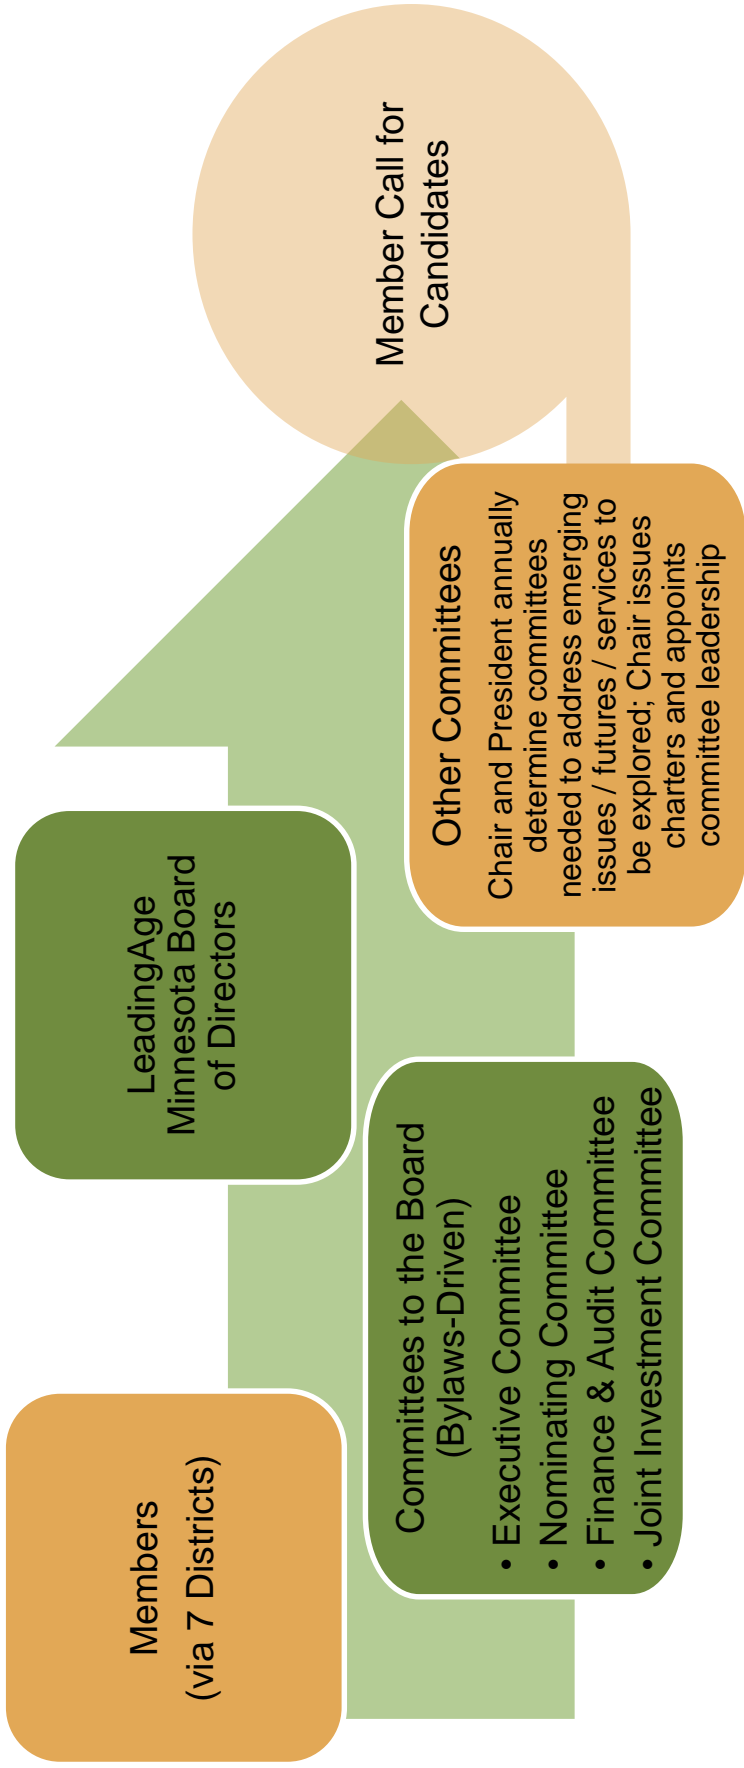 Members
(via 7 Districts)
LeadingAge
Minnesota Board
of Directors
Committees to the Board
(Bylaws-Driven)
• Executive Committee
• Nominating Committee
• Finance & Audit Committee
• Joint Investment Committee
Other Committees
Chair and President annually
determine committees
needed to address emerging
issues / futures / services to
be explored; Chair issues
charters and appoints
committee leadership
Member Call for
Candidates